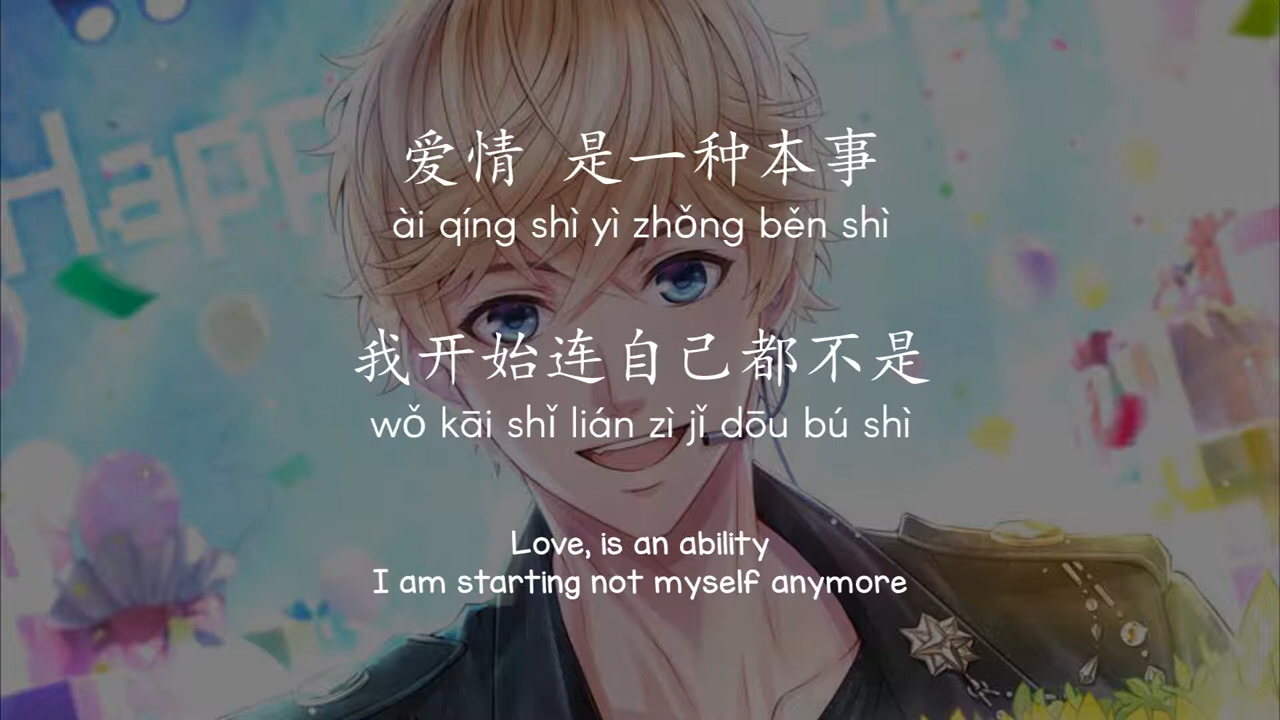 Happ
爱情 是一种本事
ài qíng shì yì zhǒng běn shì
我开始连自己都不是
wǒ kāi shǐ lián zì jǐ dōu bú shì
Love, is an ability
I am starting not myself anymore